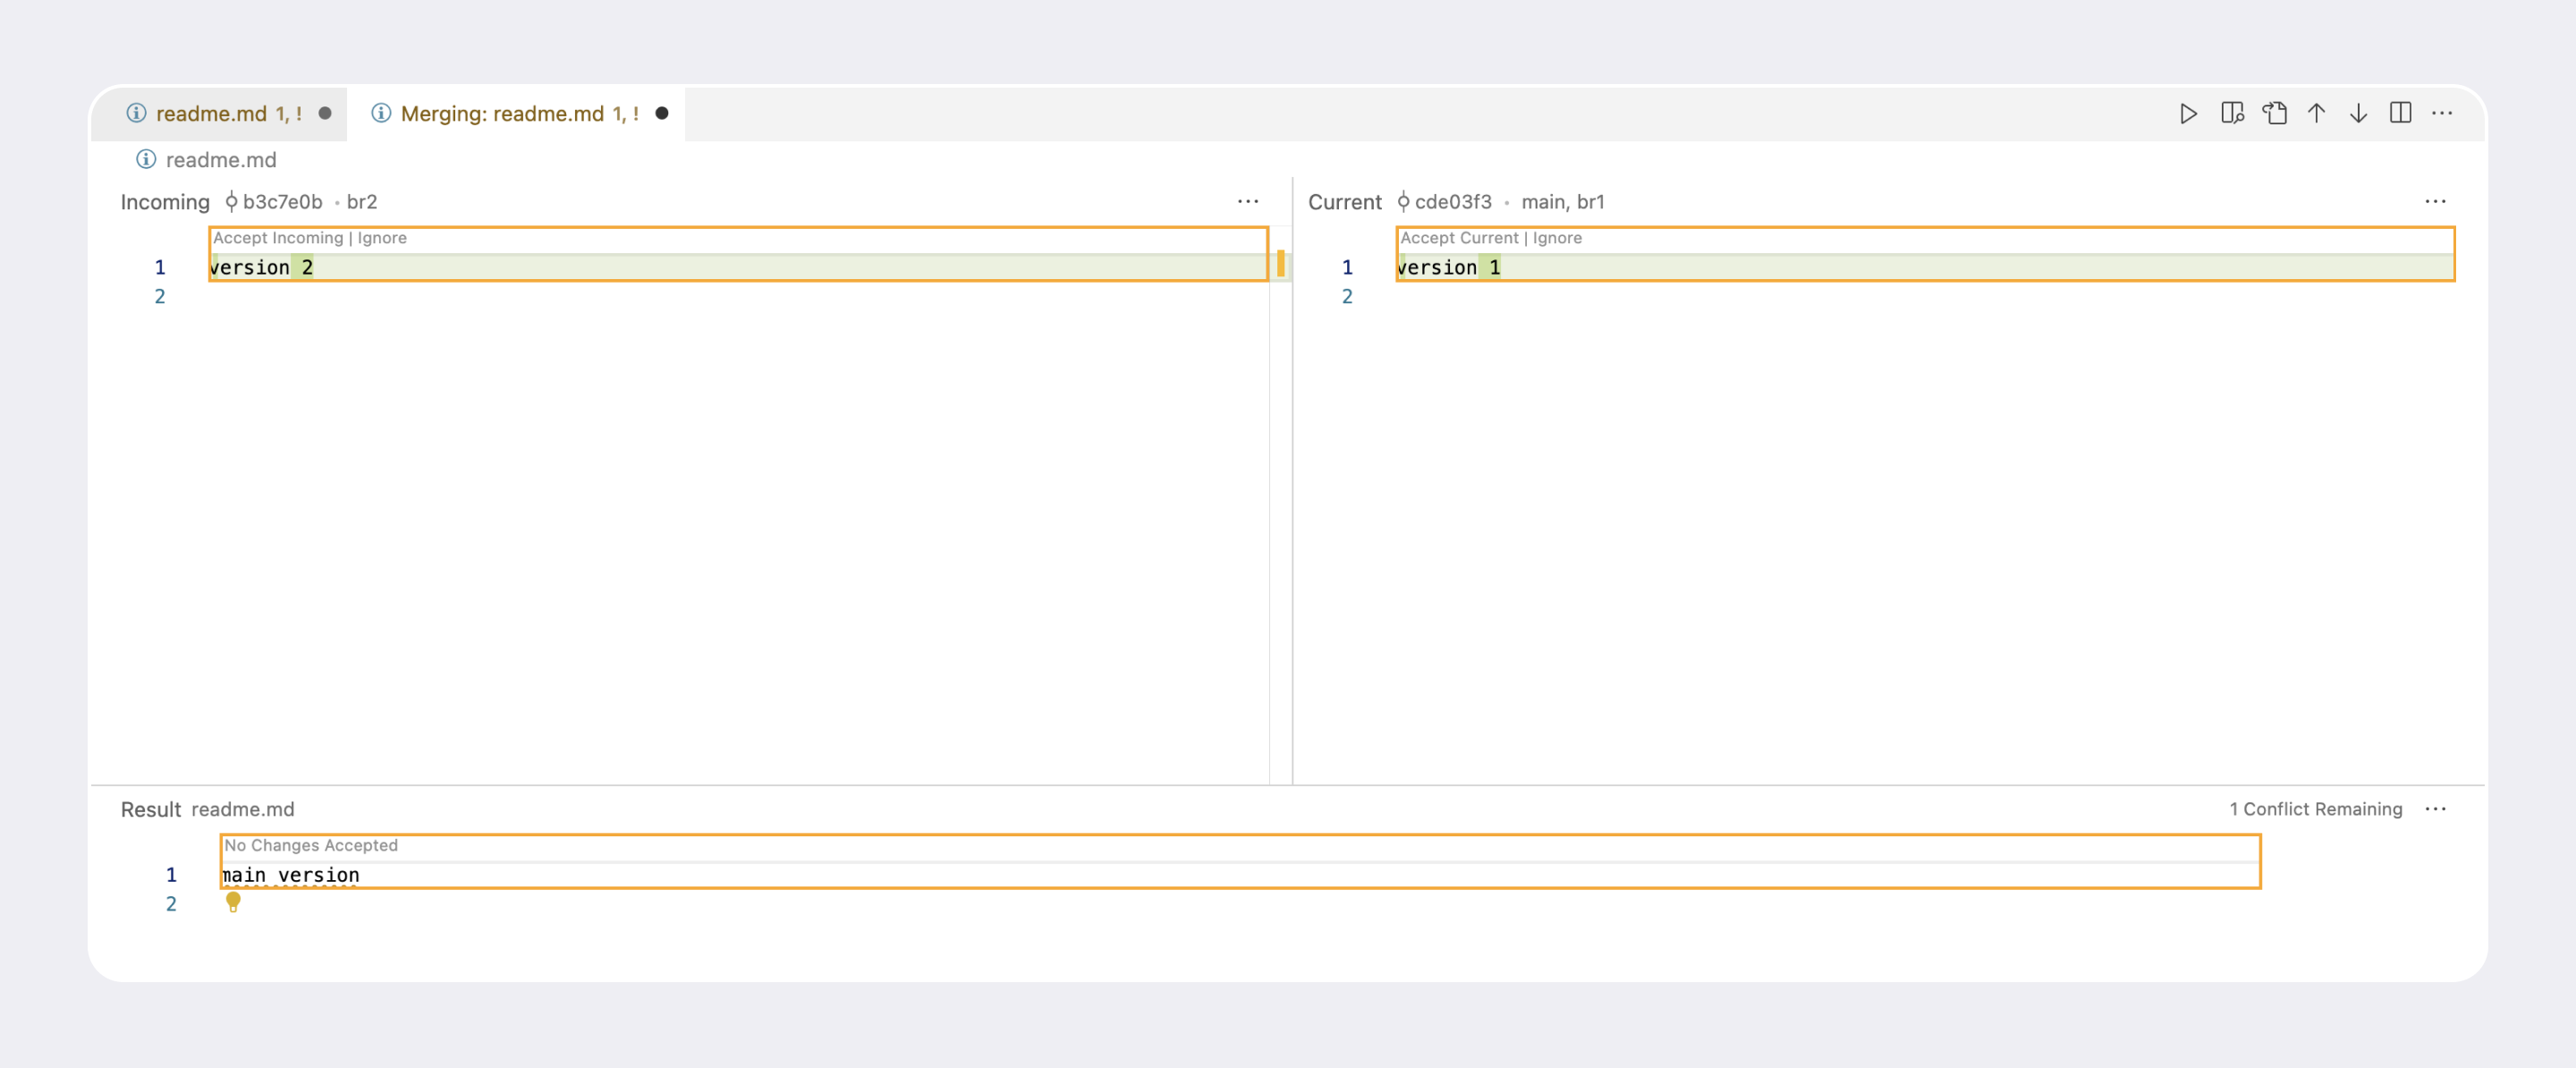 readme.md 1, !
Merging: readme.md 1, !
readme.md
Incoming b3c7e0b • br2
Accept Incoming | Ignore
1 version 2
2
Current cde03f3 • main, br1
Accept Current | Ignore
1 version 1
2
Result readme.md
1 Conflict Remaining
No Changes Accepted
1 main version
2